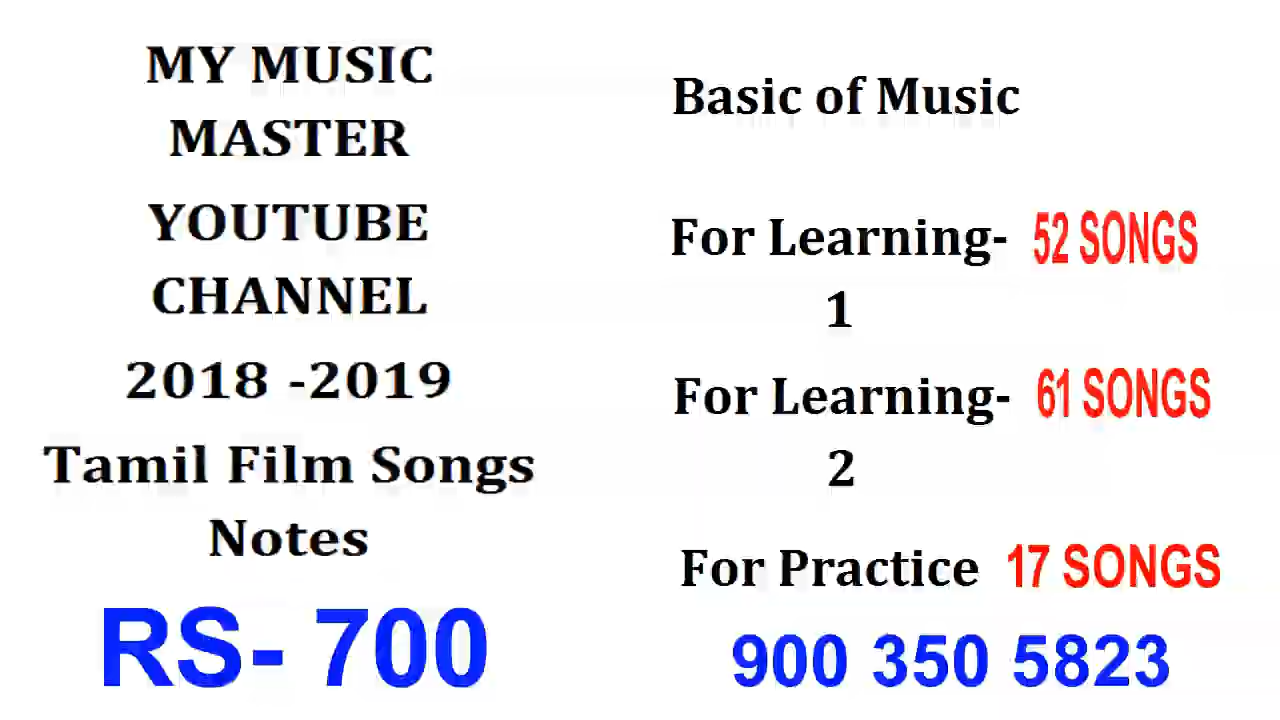 MY MUSIC
MASTER
YOUTUBE
CHANNEL
2018 -2019
Tamil Film Songs
Notes
RS- 700
Basic of Music
For Learning- 52 SONGS
1
For Learning- 61 SONGS
2
For Practice 17 SONGS
900 350 5823